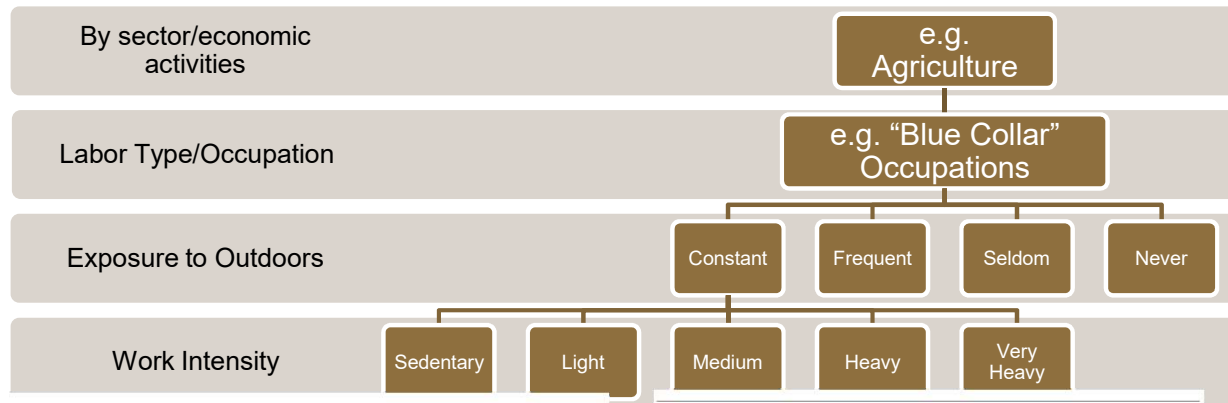 By sector/economic
activities
e.g.
Agriculture
Labor Type/Occupation
e.g. “Blue Collar”
Occupations
Exposure to Outdoors
Constant
Frequent
Seldom
Never
Work Intensity
Sedentary
Light
Medium
Heavy
Very
Heavy